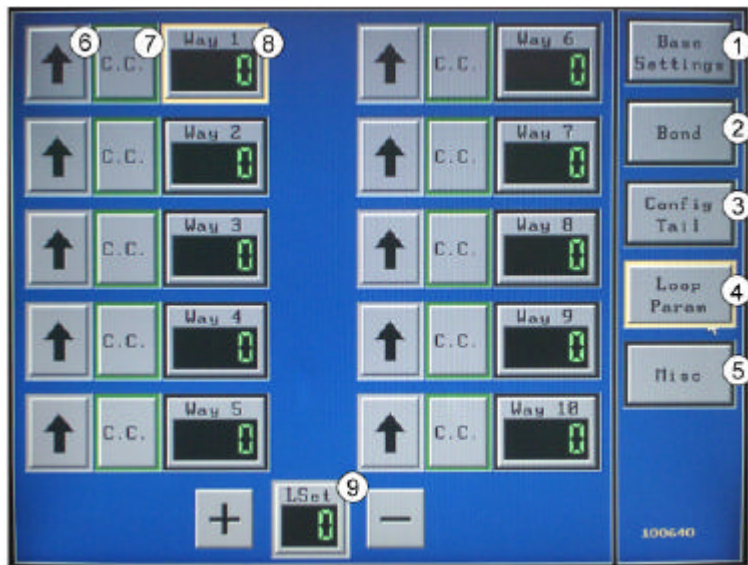 6 C.C. 7 Way 1 8
0
C.C. Way 2
0
C.C. Way 3
0
C.C. Way 4
0
C.C. Way 5
0
C.C. Way 6
0
C.C. Way 7
0
C.C. Way 8
0
C.C. Way 9
0
C.C. Way 10
0
+ LSet 9 -
0
Base 1
Settings
Bond 2
Config 3
Tail
Loop 4
Param
Misc 5
100640